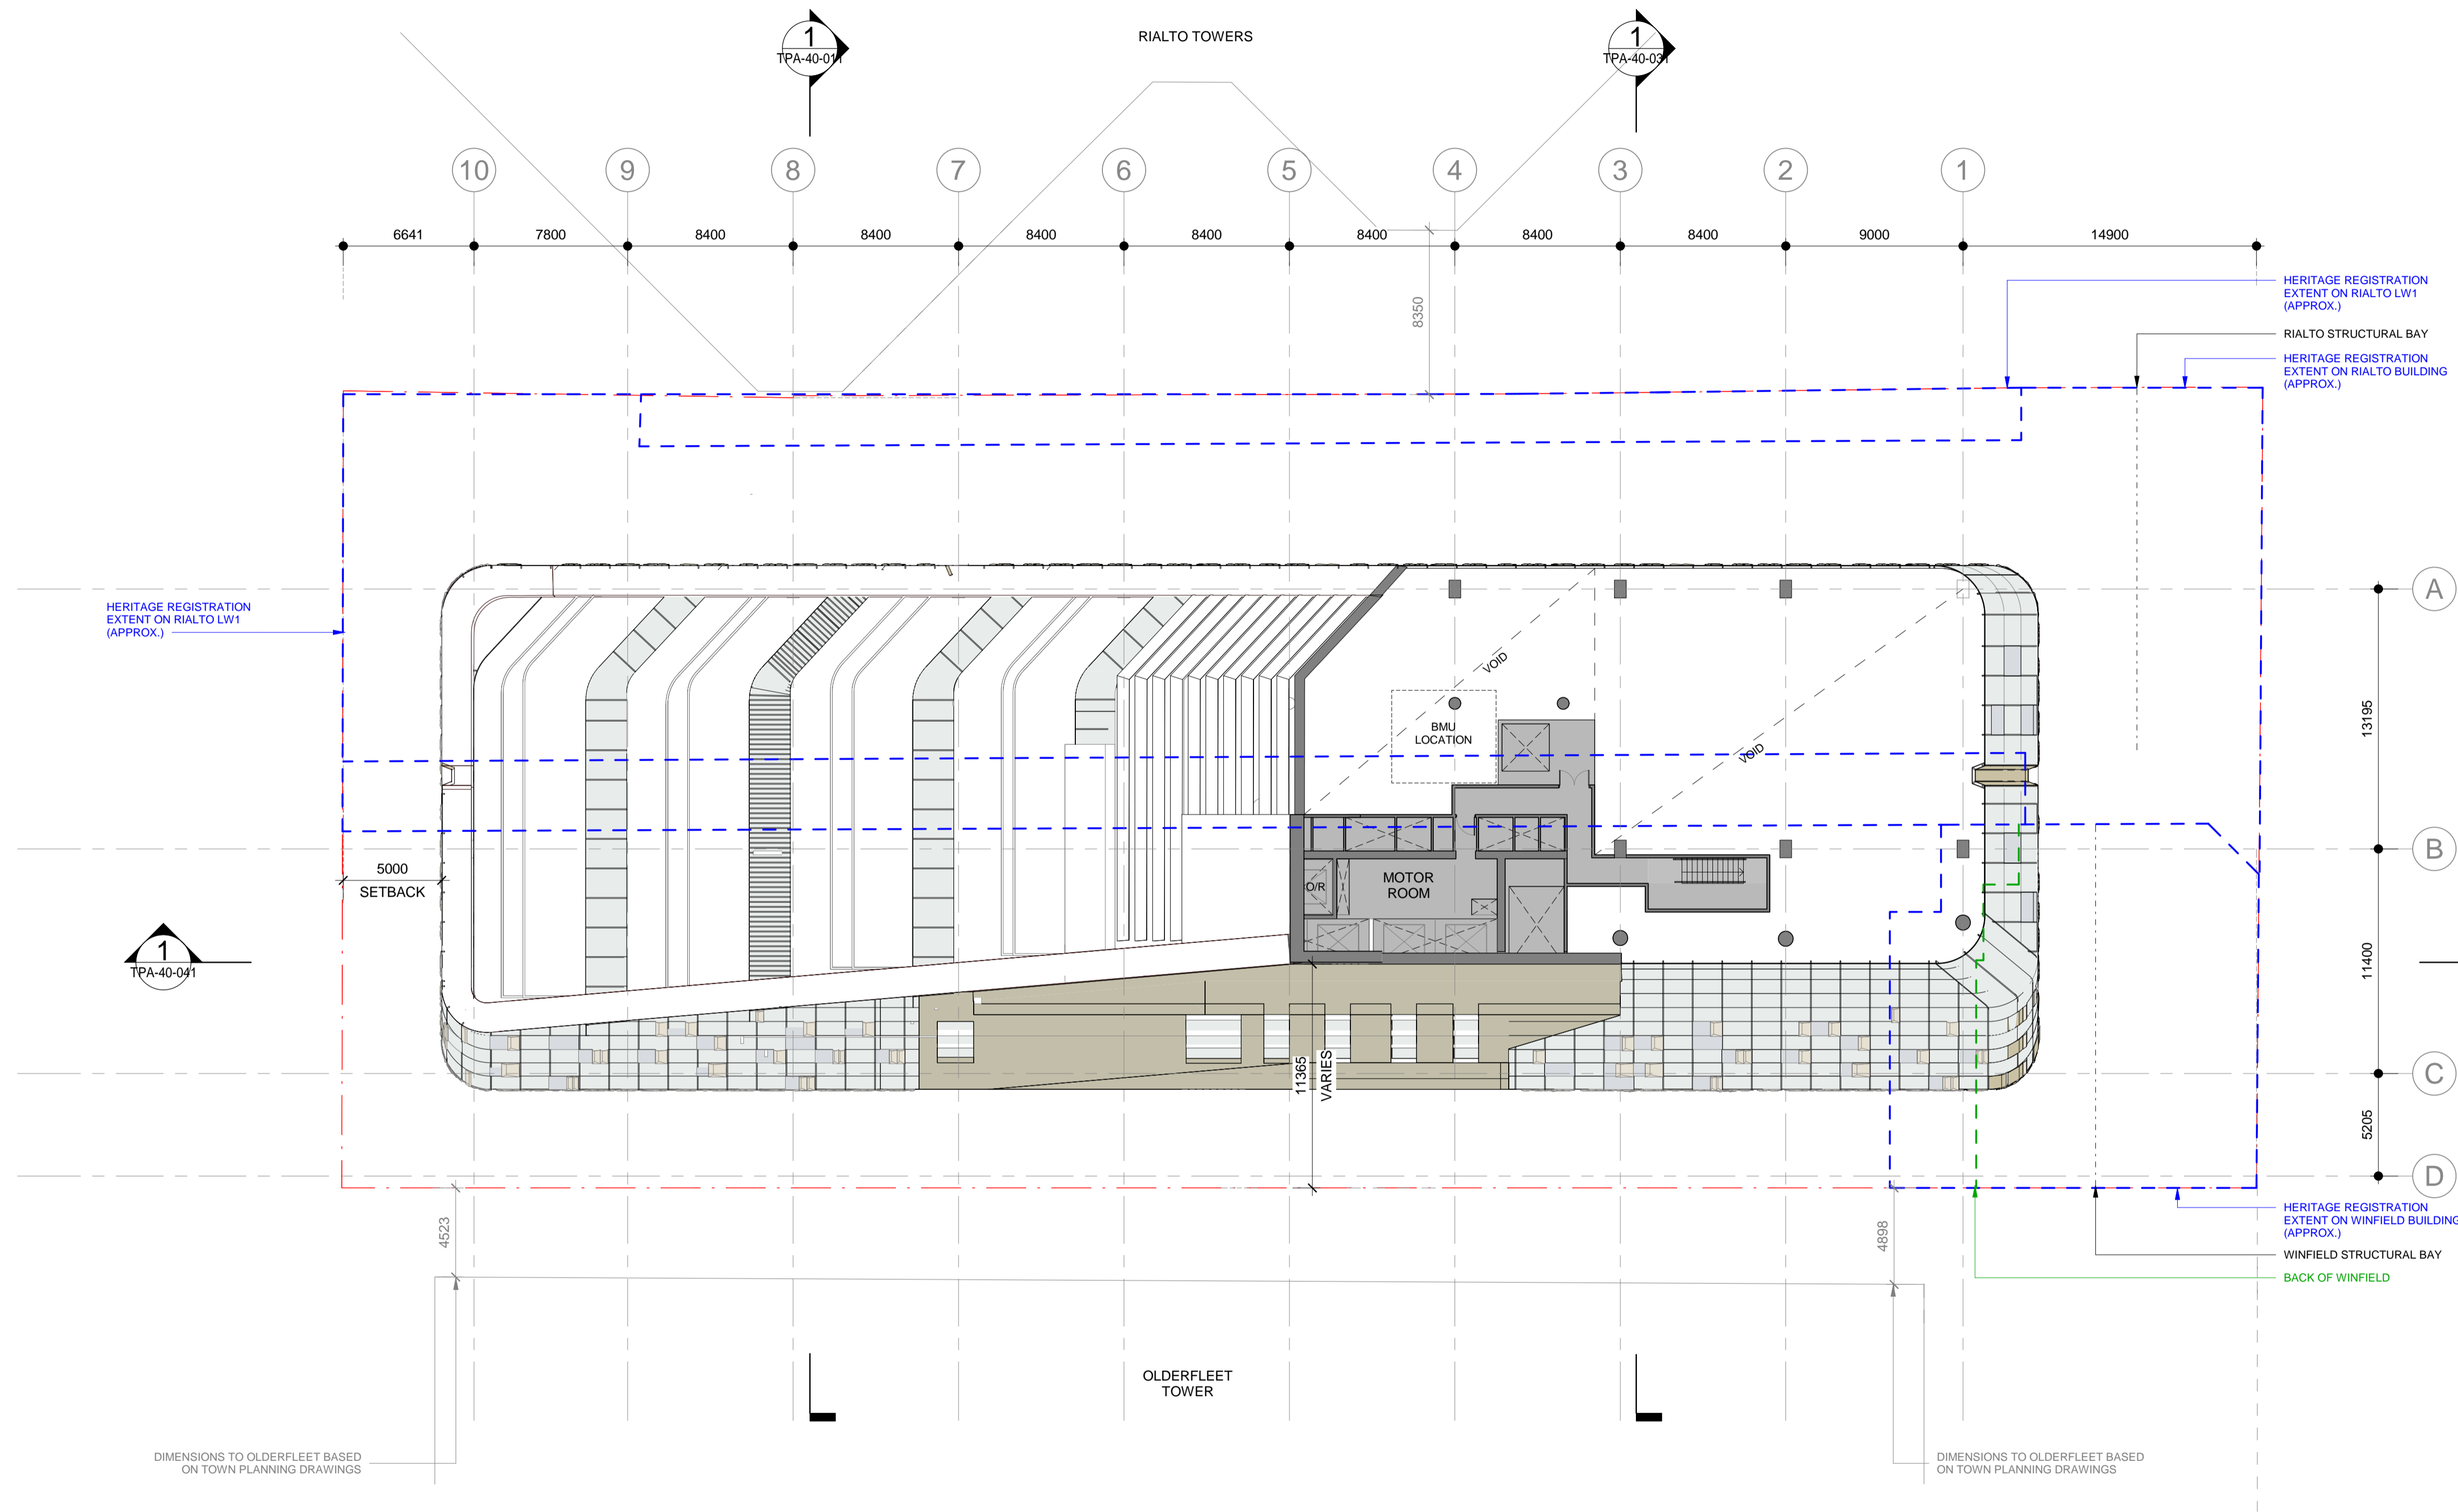 1
TPA-40-011
RIALTO TOWERS
1
TPA-40-031
10
9
8
7
6
5
4
3
2
1
6641
7800
8400
8400
8400
8400
8400
8400
8400
9000
14900
8350
HERITAGE REGISTRATION
EXTENT ON RIALTO LW1
(APPROX.)
RIALTO STRUCTURAL BAY
HERITAGE REGISTRATION
EXTENT ON RIALTO BUILDING
(APPROX.)
HERITAGE REGISTRATION
EXTENT ON RIALTO LW1
(APPROX.)
A
VOID
BMU
LOCATION
VOID
13195
B
5000
SETBACK
O/R
MOTOR
ROOM
1
TPA-40-041
11400
C
11365
VARIES
5205
D
4523
4898
HERITAGE REGISTRATION
EXTENT ON WINFIELD BUILDING
(APPROX.)
WINFIELD STRUCTURAL BAY
BACK OF WINFIELD
OLDERFLEET
TOWER
DIMENSIONS TO OLDERFLEET BASED
ON TOWN PLANNING DRAWINGS
DIMENSIONS TO OLDERFLEET BASED
ON TOWN PLANNING DRAWINGS